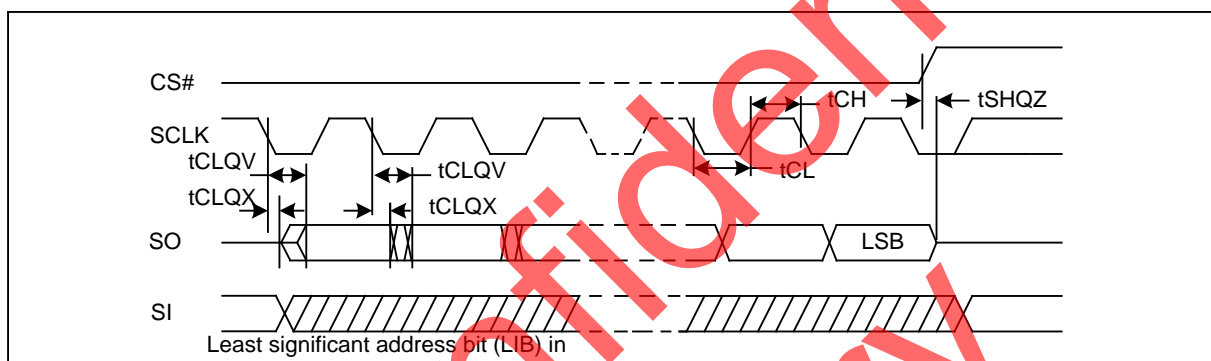 CS#
tCH
tSHQZ
SCLK
tCLQV
tCLQV
tCL
tCLQX
tCLQX
SO
LSB
SI
Least significant address bit (LIB) in